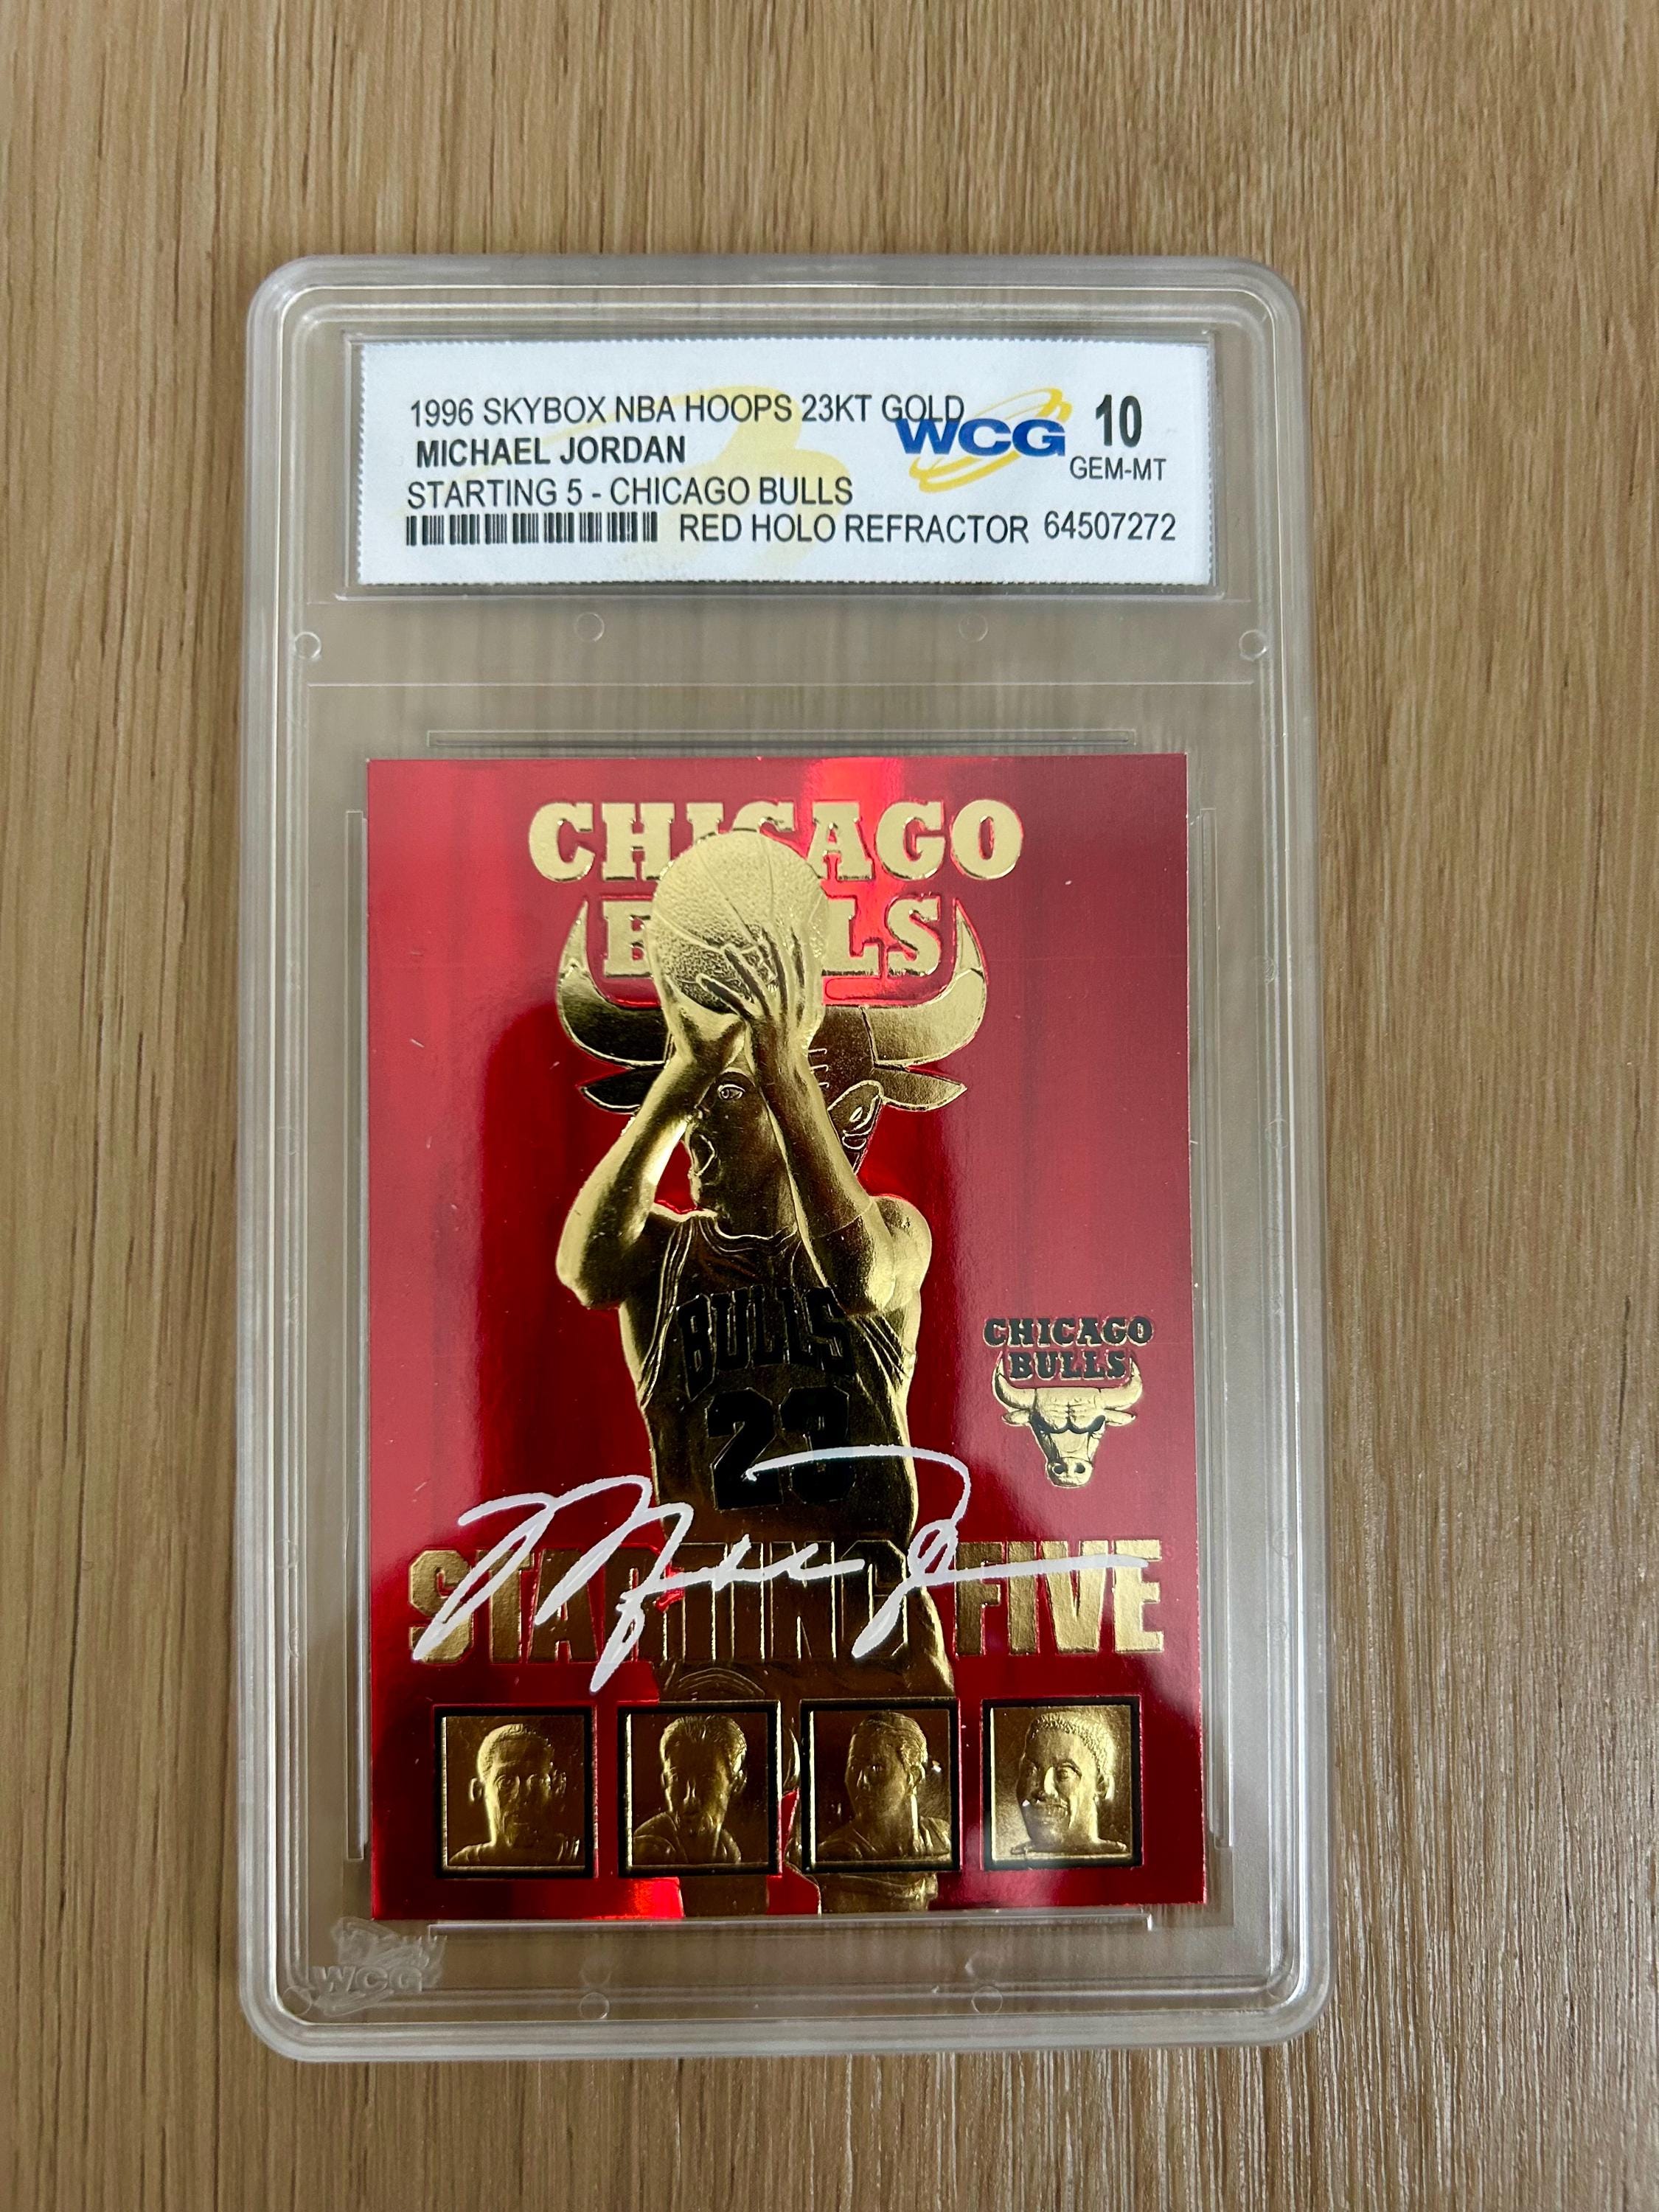 1996 SKYBOX NBA HOOPS 23KT GOLD WCG 10
MICHAEL JORDAN GEM-MT
STARTING 5 - CHICAGO BULLS
RED HOLO REFRACTOR 64507272
CHICAGO
BULLS
BULLS
23
CHICAGO
BULLS
STARTING FIVE
WCG